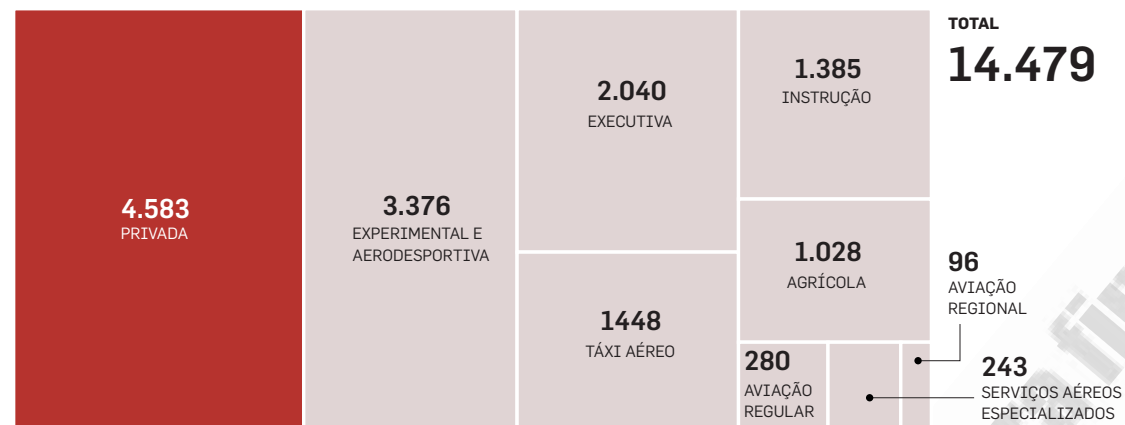 4.583
PRIVADA
3.376
EXPERIMENTAL E
AERODESPORTIVA
2.040
EXECUTIVA
1448
TÁXI AÉREO
1.385
INSTRUÇÃO
1.028
AGRÍCOLA
280
AVIAÇÃO
REGULAR
TOTAL
14.479
96
AVIAÇÃO
REGIONAL
243
SERVIÇOS AÉREOS
ESPECIALIZADOS